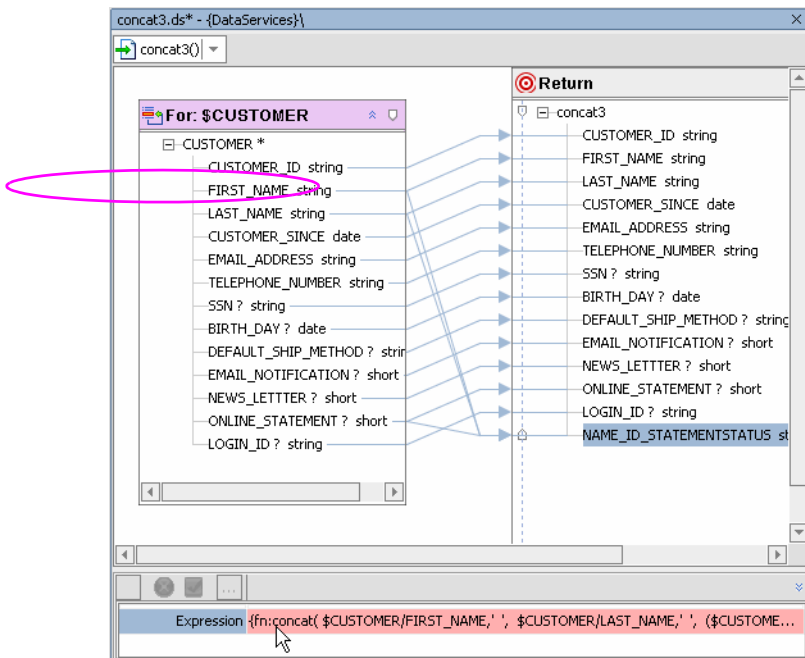 concat3.ds* - {DataServices}\
concat3()
For: $CUSTOMER
CUSTOMER *
CUSTOMER_ID string
FIRST_NAME string
LAST_NAME string
CUSTOMER_SINCE date
EMAIL_ADDRESS string
TELEPHONE_NUMBER string
SSN ? string
BIRTH_DAY ? date
DEFAULT_SHIP_METHOD ? strin
EMAIL_NOTIFICATION ? short
NEWS_LETTTER ? short
ONLINE_STATEMENT ? short
LOGIN_ID ? string
Return
concat3
CUSTOMER_ID string
FIRST_NAME string
LAST_NAME string
CUSTOMER_SINCE date
EMAIL_ADDRESS string
TELEPHONE_NUMBER string
SSN ? string
BIRTH_DAY ? date
DEFAULT_SHIP_METHOD ? string
EMAIL_NOTIFICATION ? short
NEWS_LETTTER ? short
ONLINE_STATEMENT ? short
LOGIN_ID ? string
NAME_ID_STATEMENTSTATUS st
...
Expression {fn:concat( $CUSTOMER/FIRST_NAME,' ', $CUSTOMER/LAST_NAME,' ', ($CUSTOME...